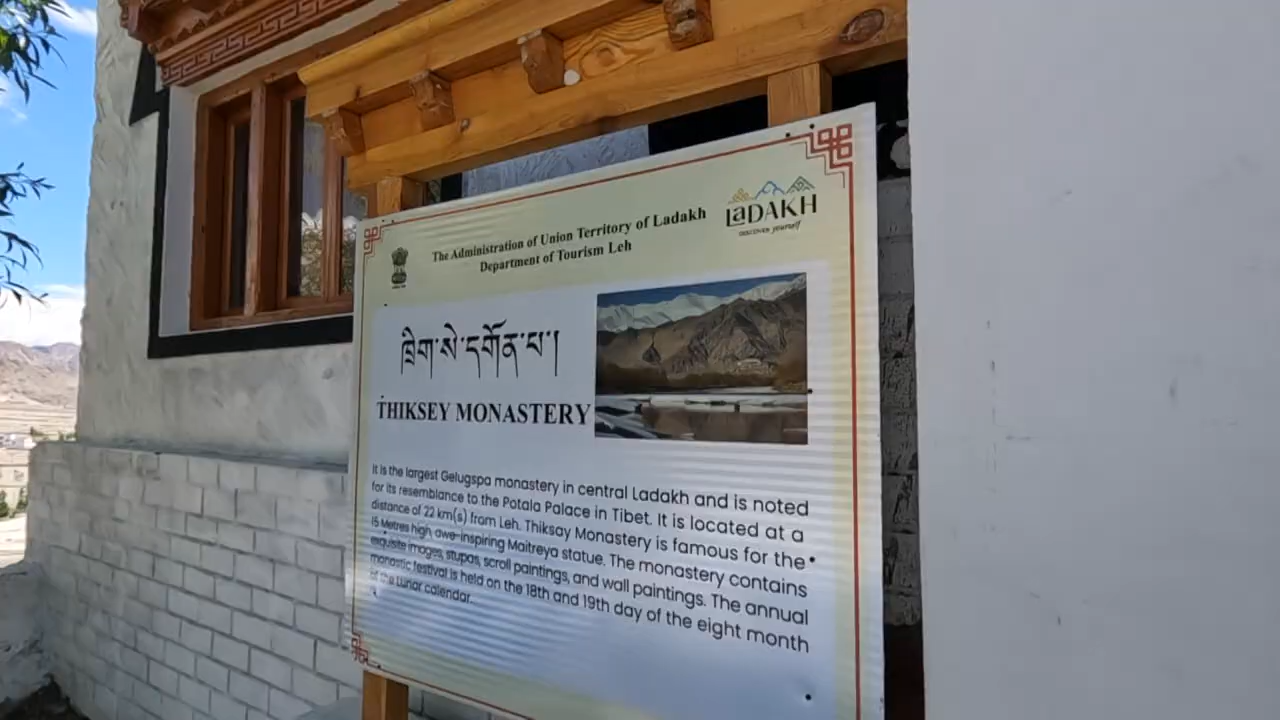 The Administration of Union Territory of Ladakh
Department of Tourism Leh
LaDAKH
DISCOVER yourself
ཁྲིག་སེ་དགོན་པ།
THIKSEY MONASTERY
It is the largest Gelugspa monastery in central Ladakh and is noted
for its resemblance to the Potala Palace in Tibet. It is located at a
distance of 22 km(s) from Leh. Thiksay Monastery is famous for the
15 Metres high, awe-inspiring Maitreya statue. The monastery contains
exquisite images, stupas, scroll paintings, and wall paintings. The annual
monastic festival is held on the 18th and 19th day of the eight month
of the Lunar calendar.